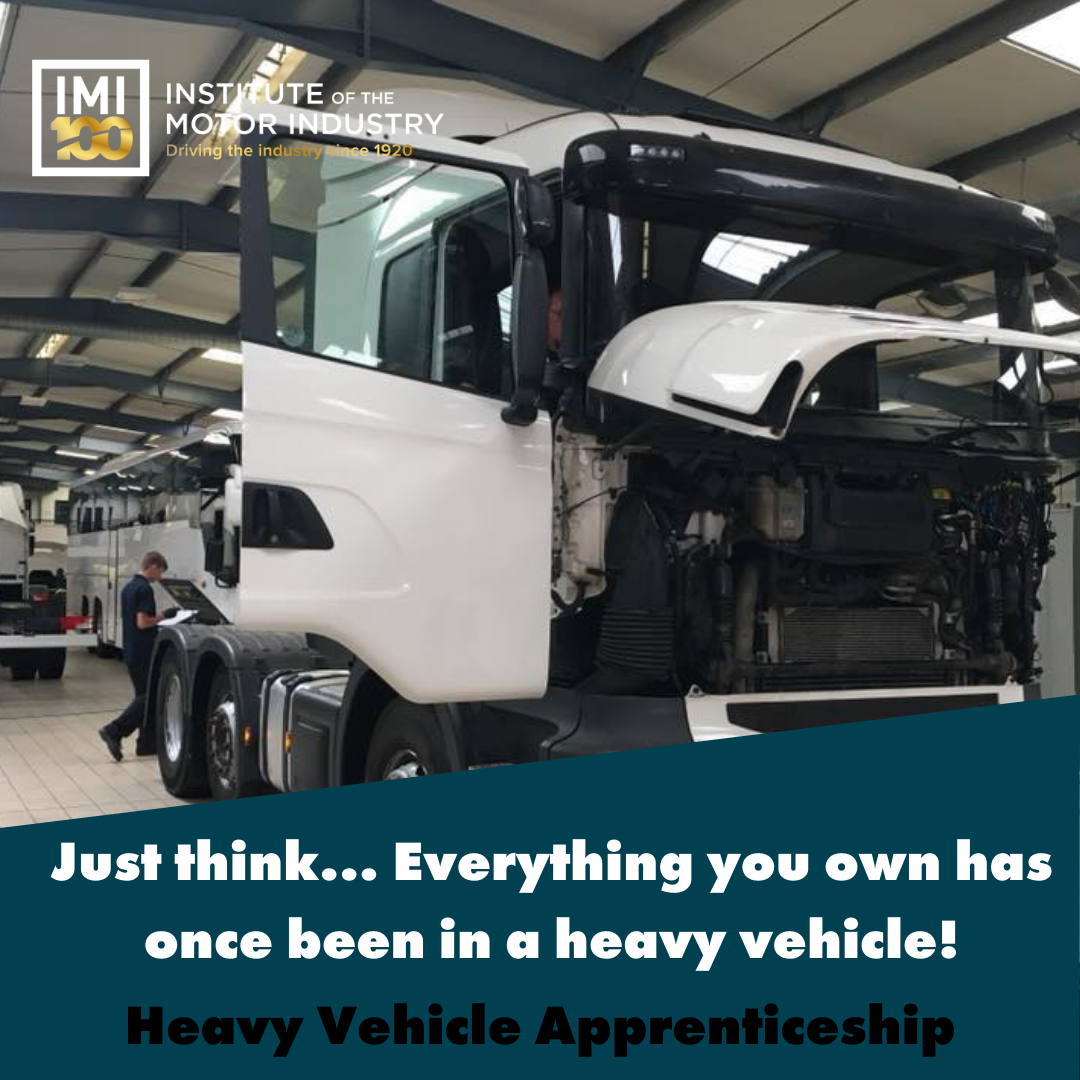 IMI
100
INSTITUTE OF THE
MOTOR INDUSTRY
Driving the industry since 1920
Just think... Everything you own has
once been in a heavy vehicle!
Heavy Vehicle Apprenticeship